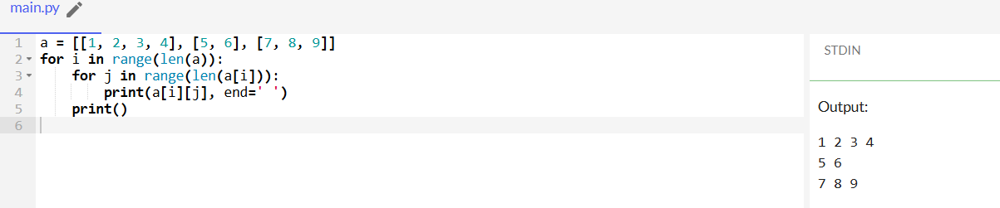 main.py
1 a = [[1, 2, 3, 4], [5, 6], [7, 8, 9]]
2 for i in range(len(a)):
3     for j in range(len(a[i])):
4         print(a[i][j], end=' ')
5     print()
6
STDIN
Output:
1 2 3 4
5 6
7 8 9